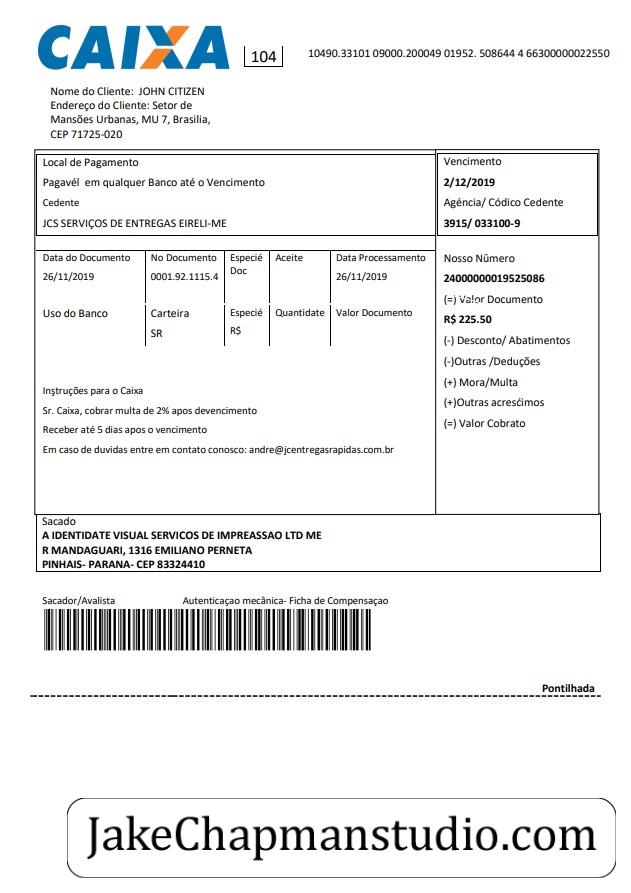 CAIXA
104
10490.33101 09000.200049 01952. 508644 4 66300000022550
Nome do Cliente: JOHN CITIZEN
Endereço do Cliente: Setor de
Mansões Urbanas, MU 7, Brasilia,
CEP 71725-020
Local de Pagamento
Pagavél em qualquer Banco até o Vencimento
Cedente
JCS SERVIÇOS DE ENTREGAS EIRELI-ME
Vencimento
2/12/2019
Agéncia/ Códico Cedente
3915/ 033100-9
Data do Documento
26/11/2019
No Documento
0001.92.1115.4
Especié
Doc
Aceite
Data Processamento
26/11/2019
Uso do Banco
Carteira
SR
Especié
R$
Quantidate
Valor Documento
Nosso Nümero
24000000019525086
(=) Valor Documento
R$ 225.50
(-) Desconto/ Abatimentos
(-)Outras /Deduções
(+) Mora/Multa
(+)Outras acresćimos
(=) Valor Cobrato
Instruções para o Caixa
Sr. Caixa, cobrar multa de 2% apos devencimento
Receber até 5 dias apos o vencimento
Em caso de duvidas entre em contato conosco: andre@jcentregasrapidas.com.br
Sacado
A IDENTIDATE VISUAL SERVICOS DE IMPREASSAO LTD ME
R MANDAGUARI, 1316 EMILIANO PERNETA
PINHAIS- PARANA- CEP 83324410
Sacador/Avalista
Autenticaçao mecânica- Ficha de Compensaçao
Pontilhada
JakeChapmanstudio.com